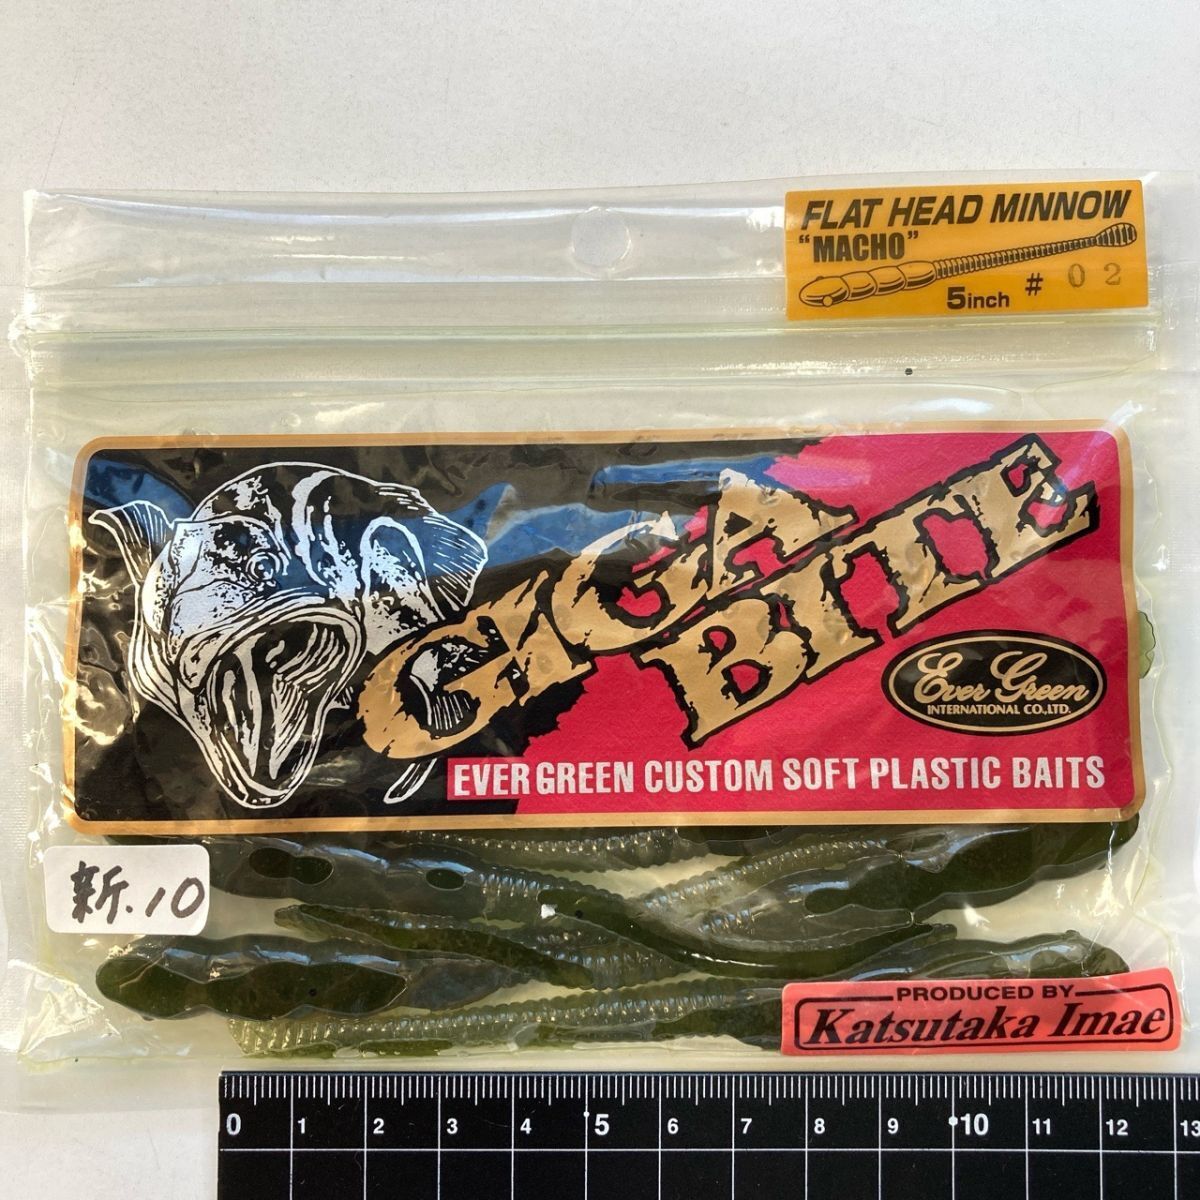 FLAT HEAD MINNOW
"MACHO"
5inch # 02
GIGA
BITE
Ever Green
INTERNATIONAL CO.,LTD.
EVER GREEN CUSTOM SOFT PLASTIC BAITS
新.10
PRODUCED BY
Katsutaka Imae
0 1 2 3 4 5 6 7 8 9 10 11 12 13